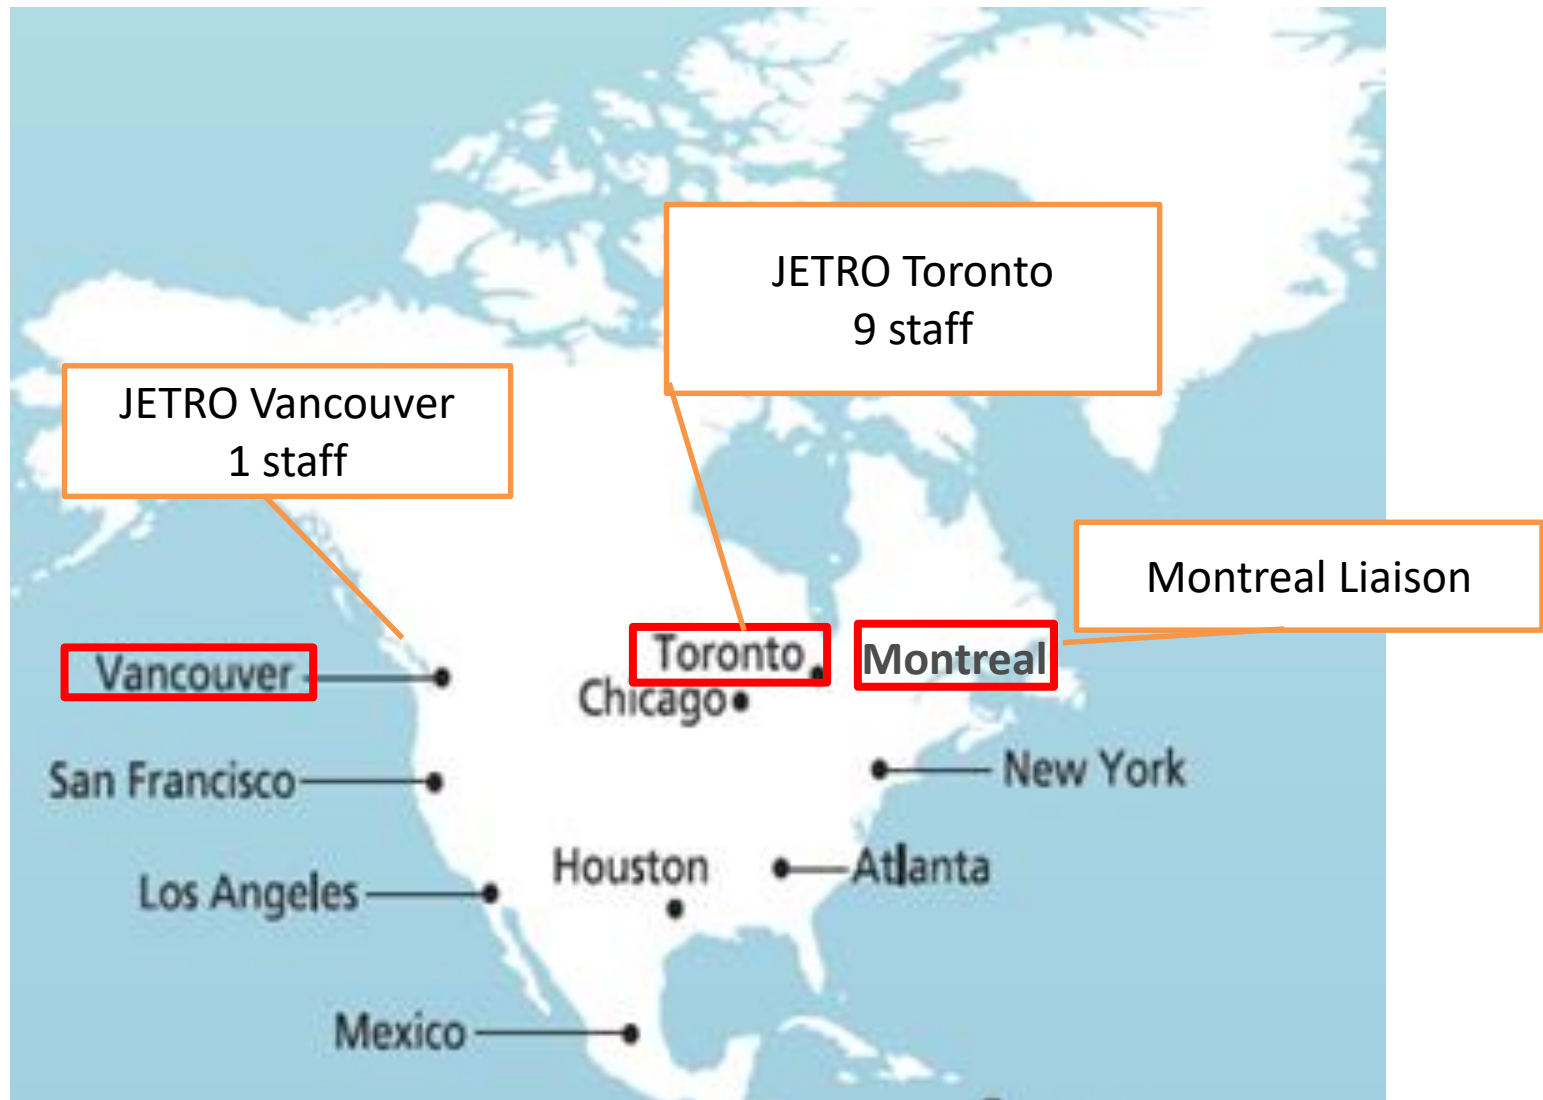 JETRO Toronto
9 staff
JETRO Vancouver
1 staff
Montreal Liaison
Vancouver
Toronto
Montreal
Chicago
San Francisco
New York
Los Angeles
Houston
Atlanta
Mexico